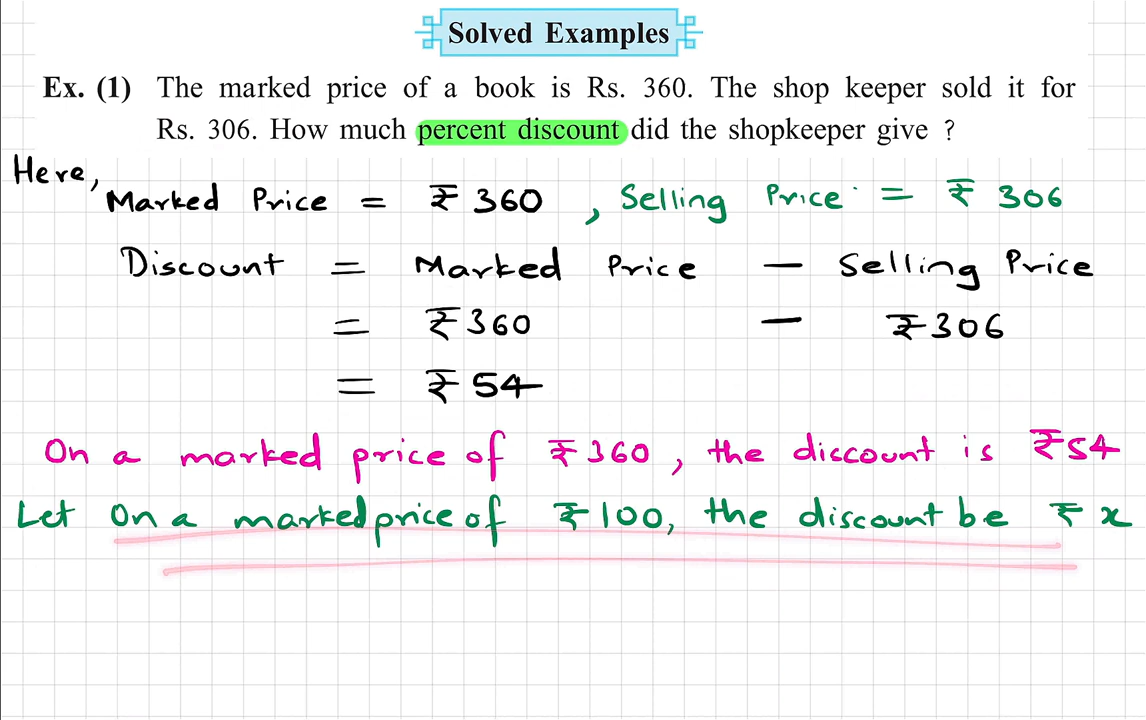 Solved Examples
Ex. (1) The marked price of a book is Rs. 360. The shop keeper sold it for
Rs. 306. How much percent discount did the shopkeeper give ?
Here,
Marked Price = ₹ 360 , Selling Price = ₹ 306
Discount = Marked Price - Selling Price
= ₹360 - ₹306
= ₹54
On a marked price of ₹360, the discount is ₹54
Let on a marked price of ₹100, the discount be ₹ x